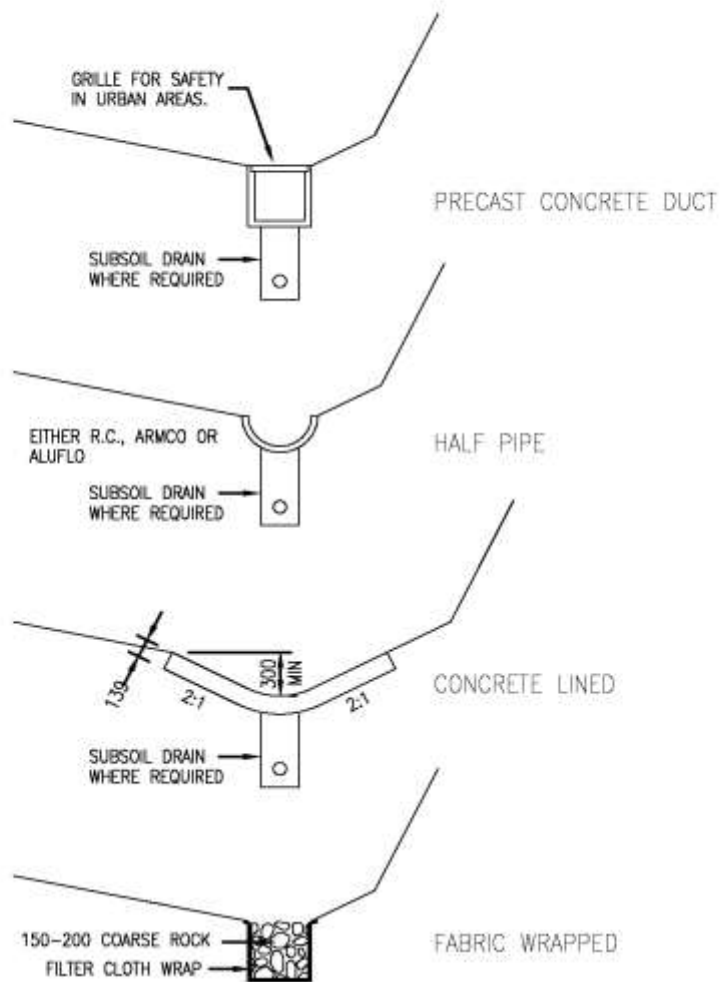 GRILLE FOR SAFETY
IN URBAN AREAS.
PRECAST CONCRETE DUCT
SUBSOIL DRAIN
WHERE REQUIRED
EITHER R.C., ARMCO OR
ALUFLO
HALF PIPE
SUBSOIL DRAIN
WHERE REQUIRED
139
2:1
300
MIN
2:1
CONCRETE LINED
SUBSOIL DRAIN
WHERE REQUIRED
150-200 COARSE ROCK
FILTER CLOTH WRAP
FABRIC WRAPPED